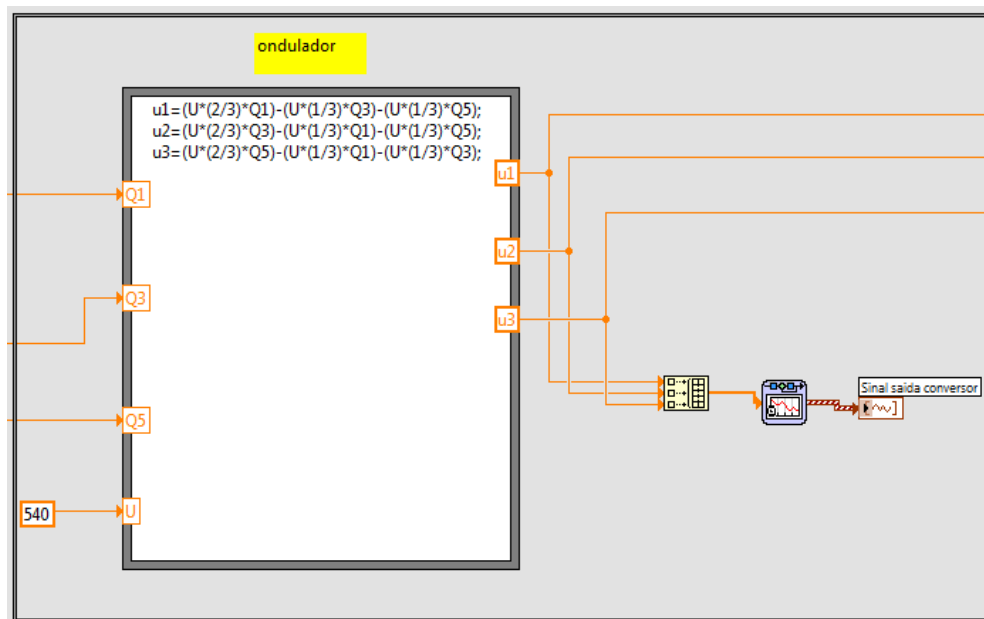 ondulador
u1=(U*(2/3)*Q1)-(U*(1/3)*Q3)-(U*(1/3)*Q5);
u2=(U*(2/3)*Q3)-(U*(1/3)*Q1)-(U*(1/3)*Q5);
u3=(U*(2/3)*Q5)-(U*(1/3)*Q1)-(U*(1/3)*Q3);
u1
Q1
u2
Q3
u3
Sinal saida conversor
Q5
540
U